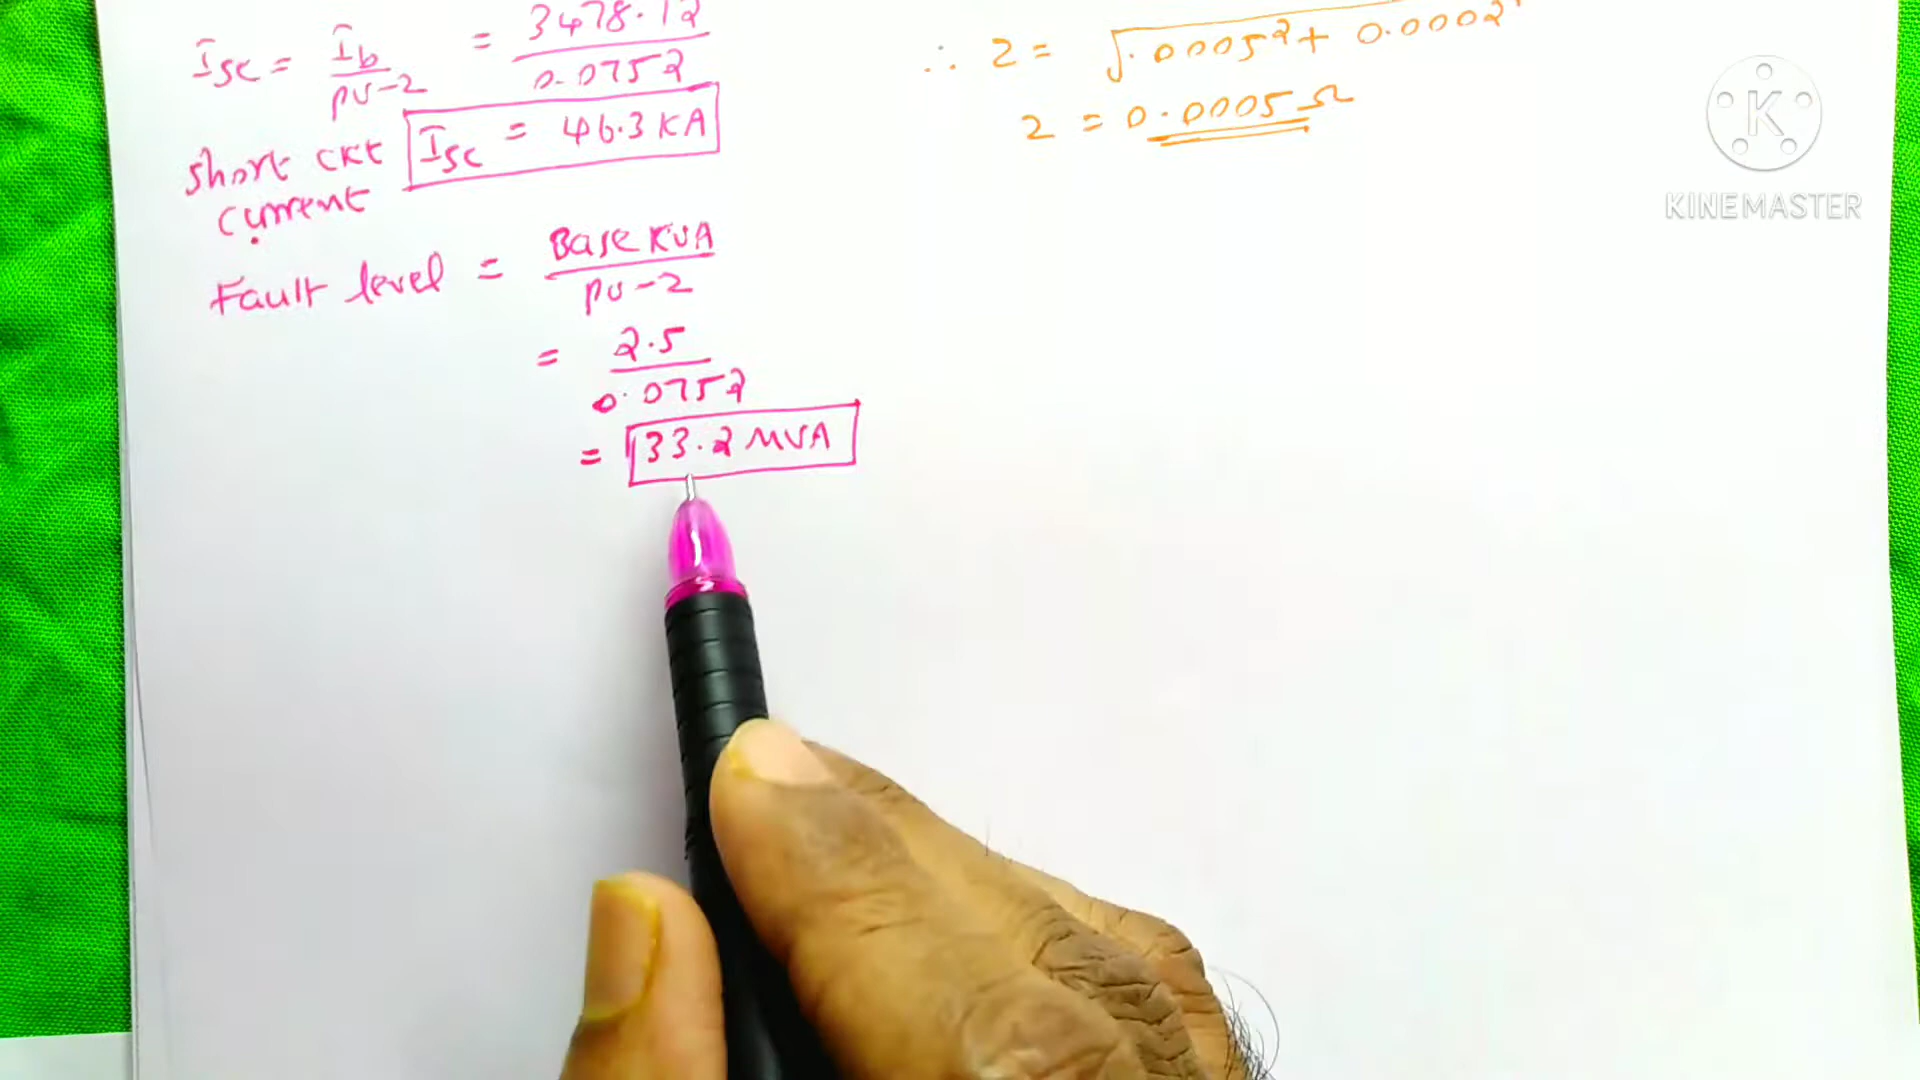 Isc = Ib / pu-z = 3478.12 / 0.0752
Short ckt current
Isc = 46.3 KA
Fault level = Base KVA / pu-z
= 2.5 / 0.0752
= 33.2 MVA
∴ z = √.0005²+ 0.0002²
z = 0.0005 Ω
K
KINEMASTER